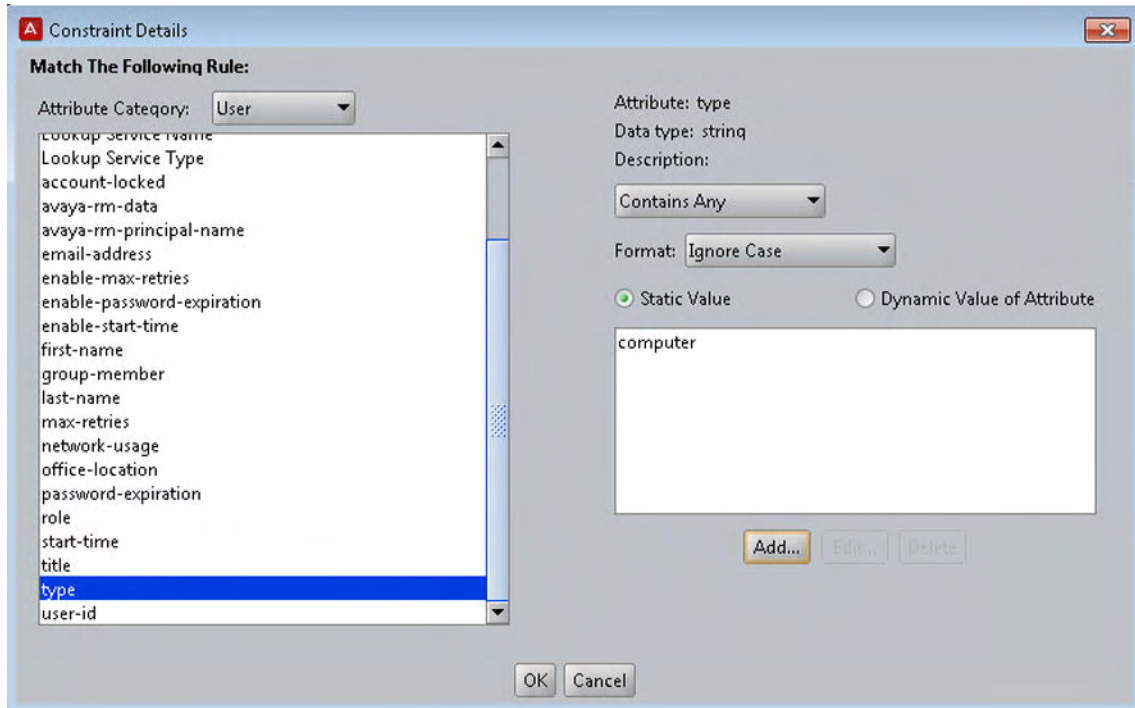 A Constraint Details
Match The Following Rule:
Attribute Category: User
Lookup Service Name
Lookup Service Type
account-locked
avaya-rm-data
avaya-rm-principal-name
email-address
enable-max-retries
enable-password-expiration
enable-start-time
first-name
group-member
last-name
max-retries
network-usage
office-location
password-expiration
role
start-time
title
type
user-id
Attribute: type
Data type: string
Description:
Contains Any
Format: Ignore Case
Static Value Dynamic Value of Attribute
computer
Add... Edit... Delete
OK Cancel